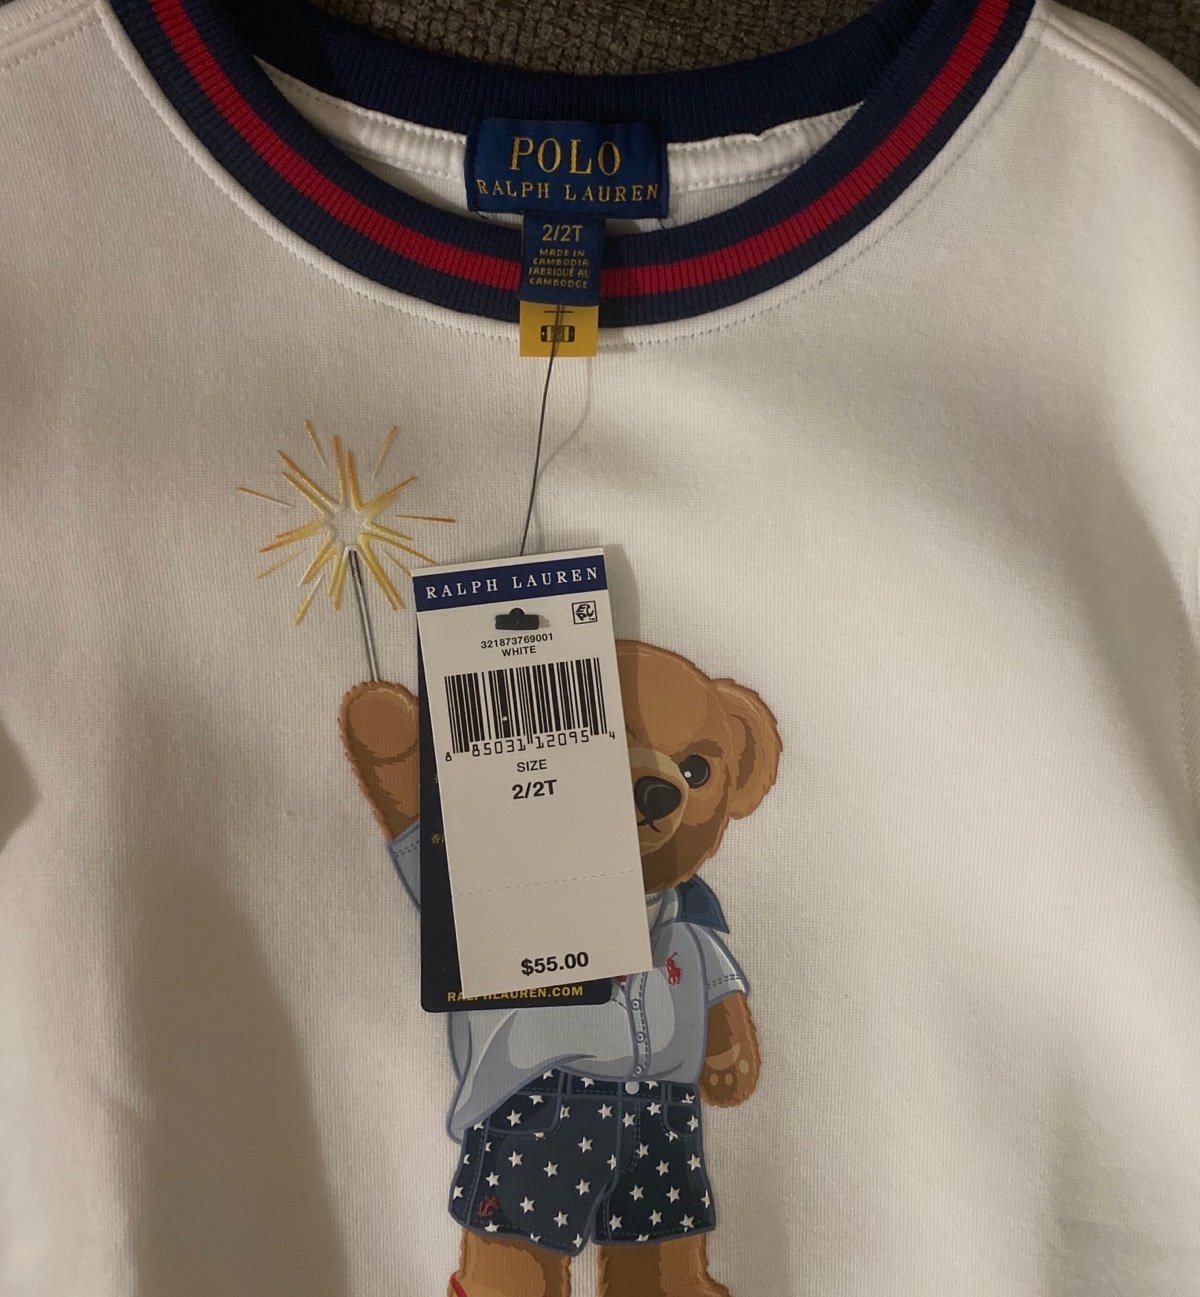 POLO
RALPH LAUREN
2/2T
MADE IN
CAMBODIA
FABRIQUÉ AU
CAMBODGE
RALPH LAUREN
321873769001
WHITE
8 85031 12095 4
SIZE
2/2T
$55.00
RALPHLAUREN.COM